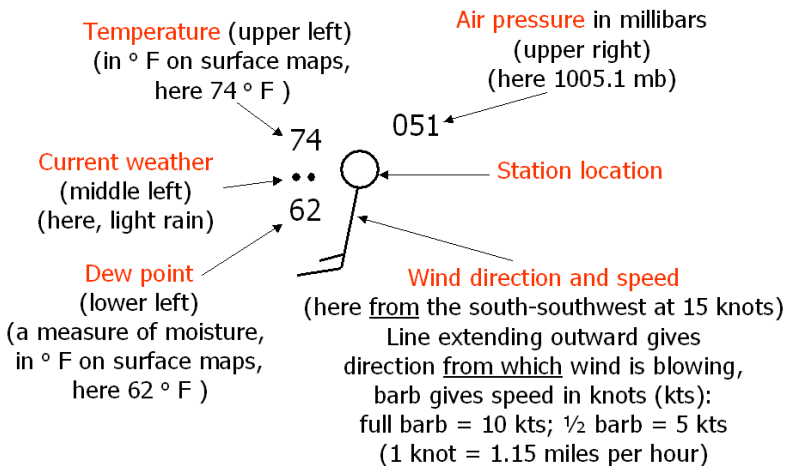 Temperature (upper left)
(in ° F on surface maps,
here 74 ° F )
Air pressure in millibars
(upper right)
(here 1005.1 mb)
74
051
Current weather
(middle left)
(here, light rain)
Station location
62
Dew point
(lower left)
(a measure of moisture,
in ° F on surface maps,
here 62 ° F )
Wind direction and speed
(here from the south-southwest at 15 knots)
Line extending outward gives
direction from which wind is blowing,
barb gives speed in knots (kts):
full barb = 10 kts; ½ barb = 5 kts
(1 knot = 1.15 miles per hour)